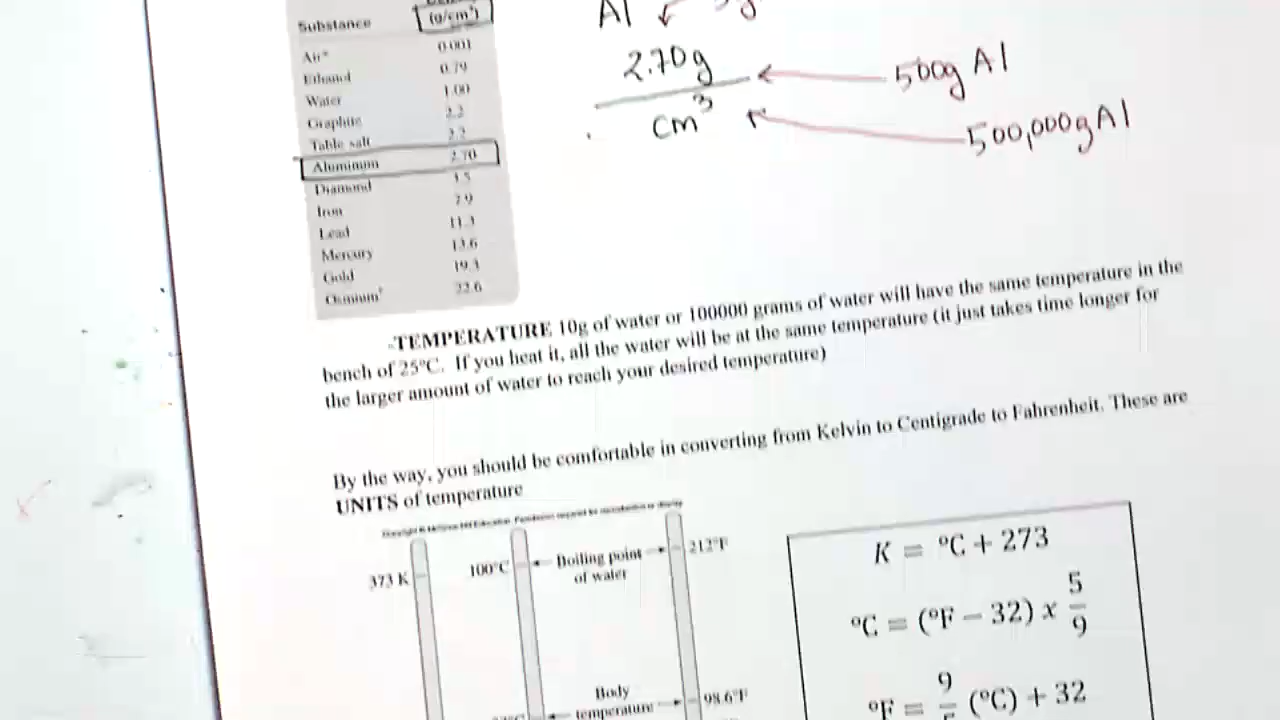 Substance (g/cm³)
Air* 0.001
Ethanol 0.79
Water 1.00
Graphite 2.2
Table salt 2.2
Aluminum 2.70
Diamond 3.5
Iron 7.9
Lead 11.3
Mercury 13.6
Gold 19.3
Osmium† 22.6
Al
2.70g
cm³
500g Al
500,000g Al
-TEMPERATURE 10g of water or 100000 grams of water will have the same temperature in the
bench of 25°C. If you heat it, all the water will be at the same temperature (it just takes time longer for
the larger amount of water to reach your desired temperature)
By the way, you should be comfortable in converting from Kelvin to Centigrade to Fahrenheit. These are
UNITS of temperature
373 K
100°C
Boiling point
of water
212°F
Body
temperature
98.6°F
K = °C + 273
°C = (°F − 32) x 5/9
°F = 9/5 (°C) + 32